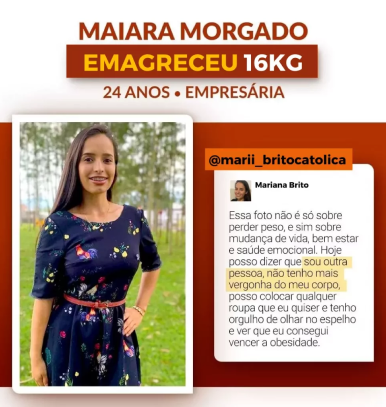 MAIARA MORGADO
EMAGRECEU 16KG
24 ANOS • EMPRESÁRIA
@marii_britocatolica
Mariana Brito
Essa foto não é só sobre
perder peso, e sim sobre
mudança de vida, bem estar
e saúde emocional. Hoje
posso dizer que sou outra
pessoa, não tenho mais
vergonha do meu corpo,
posso colocar qualquer
roupa que eu quiser e tenho
orgulho de olhar no espelho
e ver que eu consegui
vencer a obesidade.